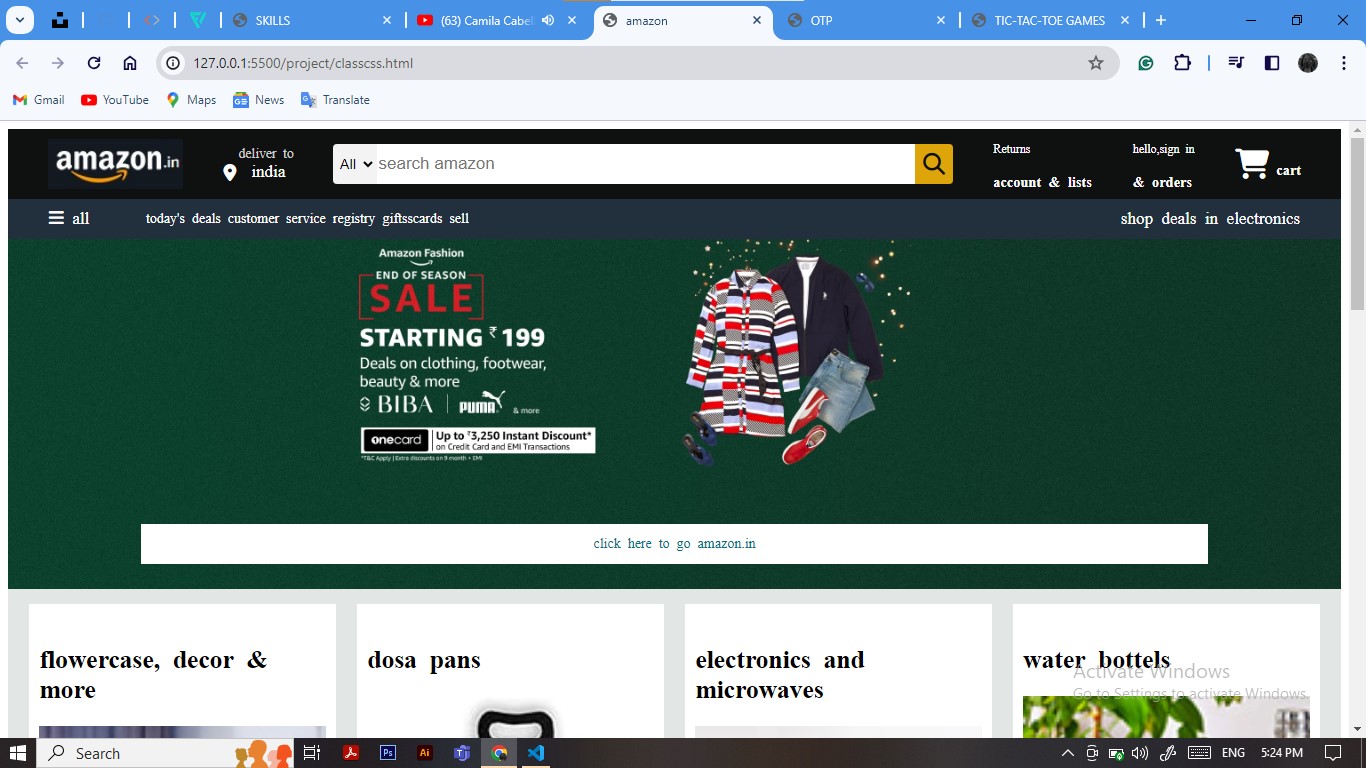 SKILLS
(63) Camila Cabel
amazon
OTP
TIC-TAC-TOE GAMES
127.0.0.1:5500/project/classcss.html
Gmail
YouTube
Maps
News
Translate
amazon.in
deliver to
india
All
search amazon
Returns
account & lists
hello,sign in
& orders
cart
all
today's deals customer service registry giftsscards sell
shop deals in electronics
Amazon Fashion
END OF SEASON
SALE
STARTING ₹199
Deals on clothing, footwear,
beauty & more
BIBA | PUMA & more
onecard
Up to ₹3,250 Instant Discount*
on Credit Card and EMI Transactions
*T&C Apply | Extra discounts on 9 month + EMI
click here to go amazon.in
flowercase, decor &
more
dosa pans
electronics and
microwaves
water bottels
Activate Windows
Go to Settings to activate Windows.
Search
Ps
Ai
ENG
5:24 PM